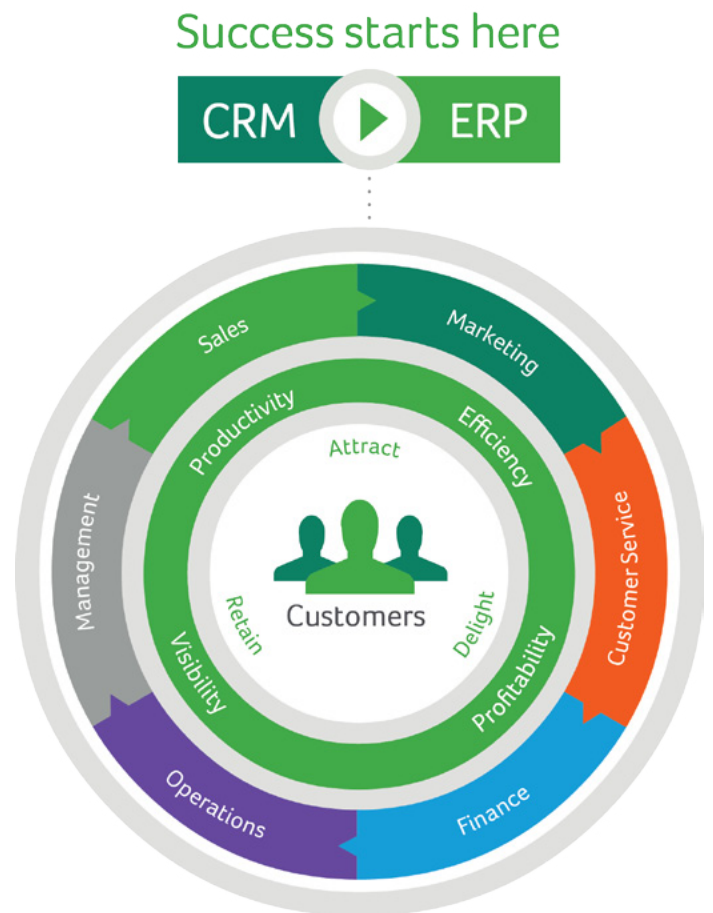 Success starts here
CRM
ERP
Sales
Marketing
Customer Service
Finance
Operations
Management
Productivity
Efficiency
Profitability
Visibility
Attract
Delight
Retain
Customers